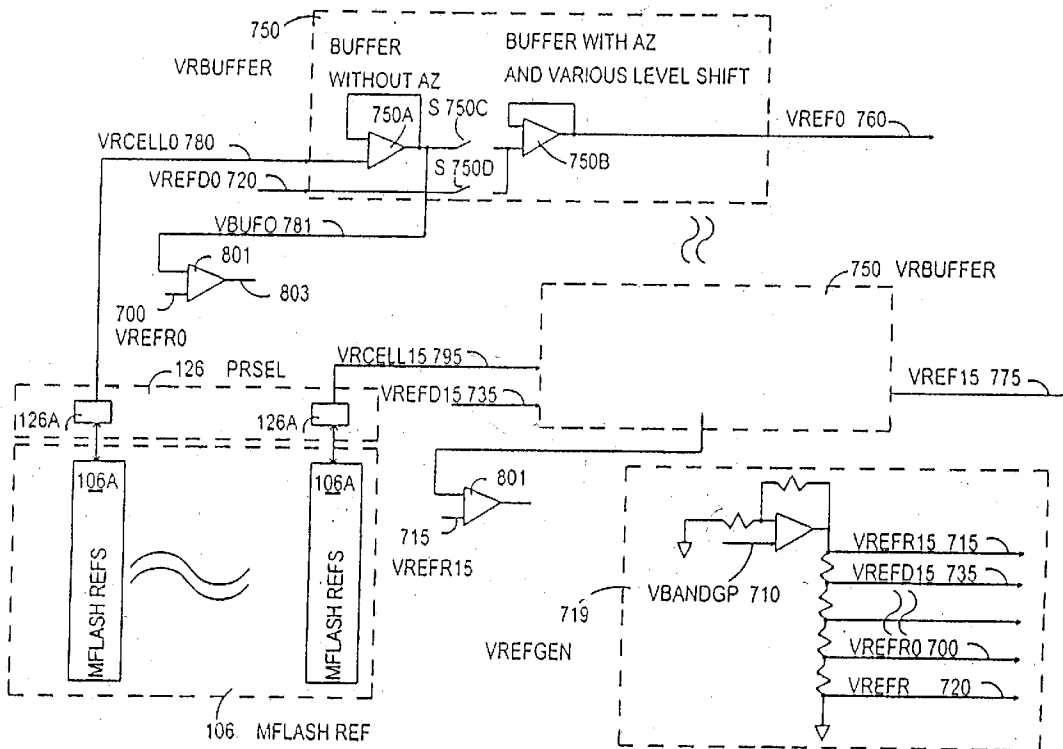 750
VRBUFFER
BUFFER
WITHOUT AZ
BUFFER WITH AZ
AND VARIOUS LEVEL SHIFT
750A
S 750C
750B
VREF0 760
VRCELL0 780
S 750D
VREFD0 720
VBUFO 781
801
803
700
VREFR0
750 VRBUFFER
126 PRSEL
VRCELL15 795
VREFD15 735
VREF15 775
126A
126A
106A
106A
MFLASH REFS
MFLASH REFS
801
715
VREFR15
719
VREFGEN
VBANDGP 710
VREFR15 715
VREFD15 735
VREFR0 700
VREFR 720
106 MFLASH REF